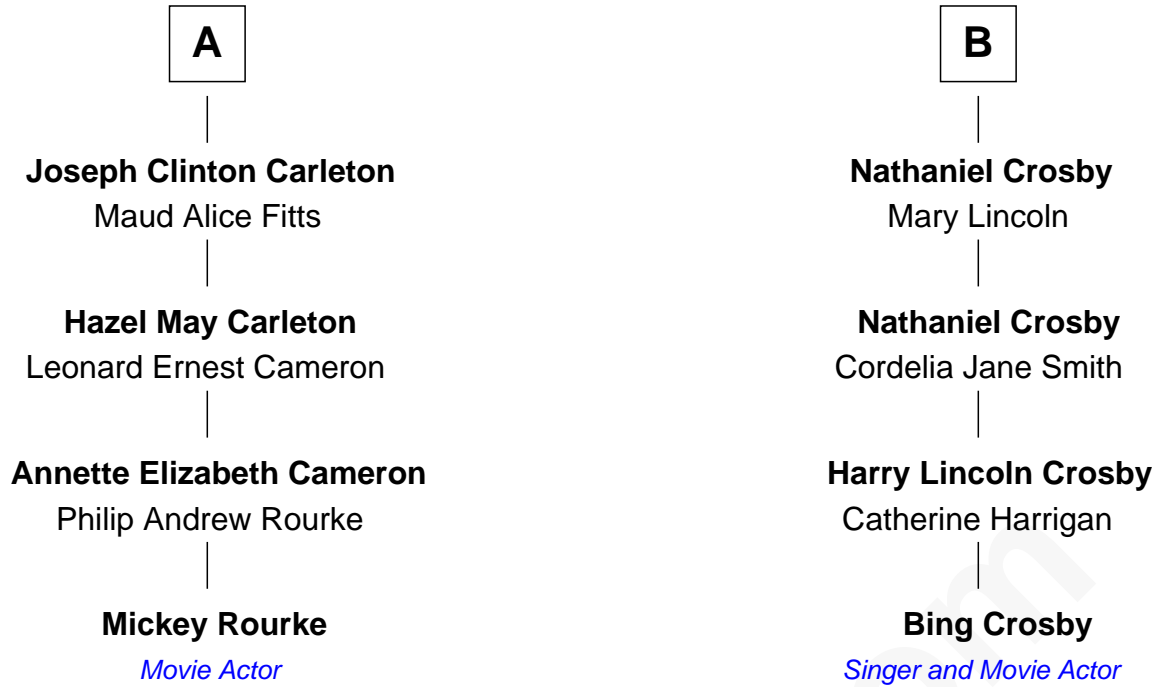 A
Joseph Clinton Carleton
Maud Alice Fitts
Hazel May Carleton
Leonard Ernest Cameron
Annette Elizabeth Cameron
Philip Andrew Rourke
Mickey Rourke
Movie Actor
B
Nathaniel Crosby
Mary Lincoln
Nathaniel Crosby
Cordelia Jane Smith
Harry Lincoln Crosby
Catherine Harrigan
Bing Crosby
Singer and Movie Actor
om